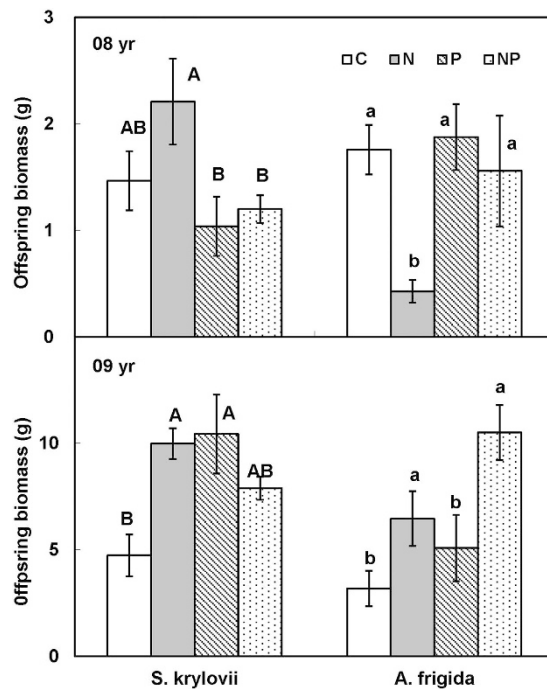 08 yr
C N P NP
Offspring biomass (g)
2
1
0
AB A B B
a b a a
09 yr
0ffpsring biomass (g)
10
5
0
B A A AB
b a b a
S. krylovii A. frigida